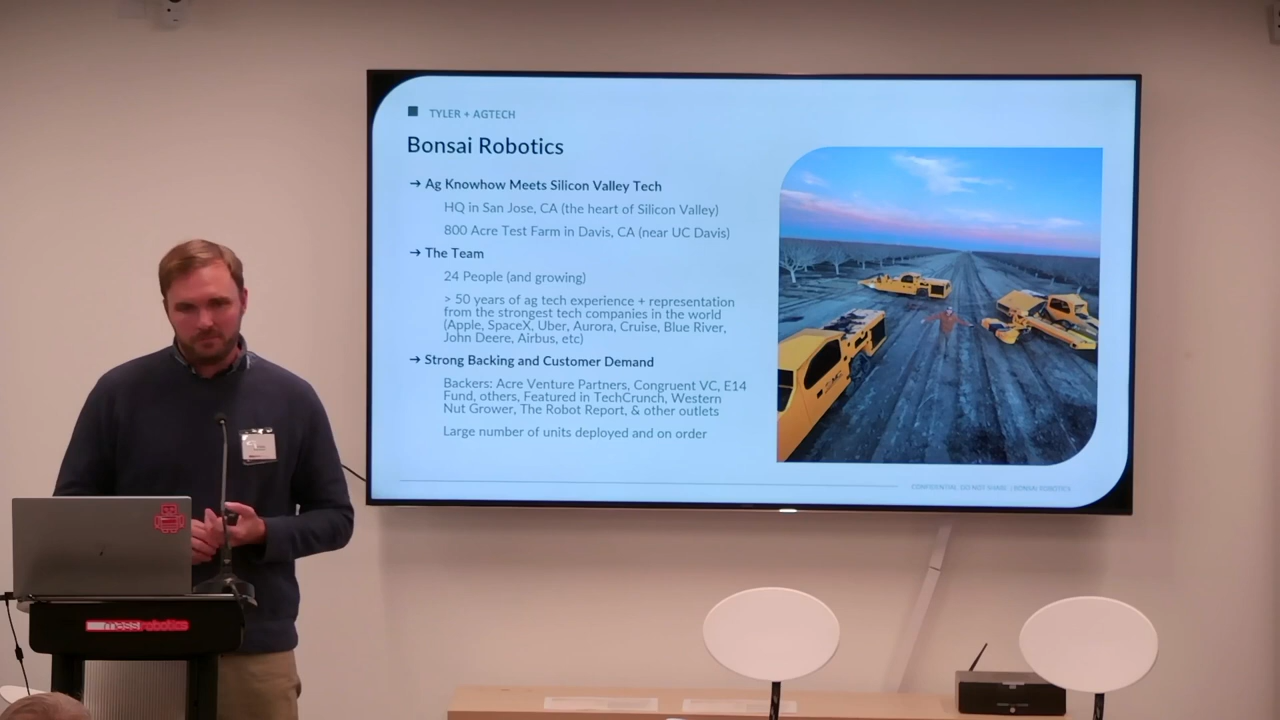 TYLER + AGTECH
Bonsai Robotics
→ Ag Knowhow Meets Silicon Valley Tech
HQ in San Jose, CA (the heart of Silicon Valley)
800 Acre Test Farm in Davis, CA (near UC Davis)
→ The Team
24 People (and growing)
> 50 years of ag tech experience + representation
from the strongest tech companies in the world
(Apple, SpaceX, Uber, Aurora, Cruise, Blue River,
John Deere, Airbus, etc)
→ Strong Backing and Customer Demand
Backers: Acre Venture Partners, Congruent VC, E14
Fund, others, Featured in TechCrunch, Western
Nut Grower, The Robot Report, & other outlets
Large number of units deployed and on order
CONFIDENTIAL DO NOT SHARE | BONSAI ROBOTICS
massrobotics